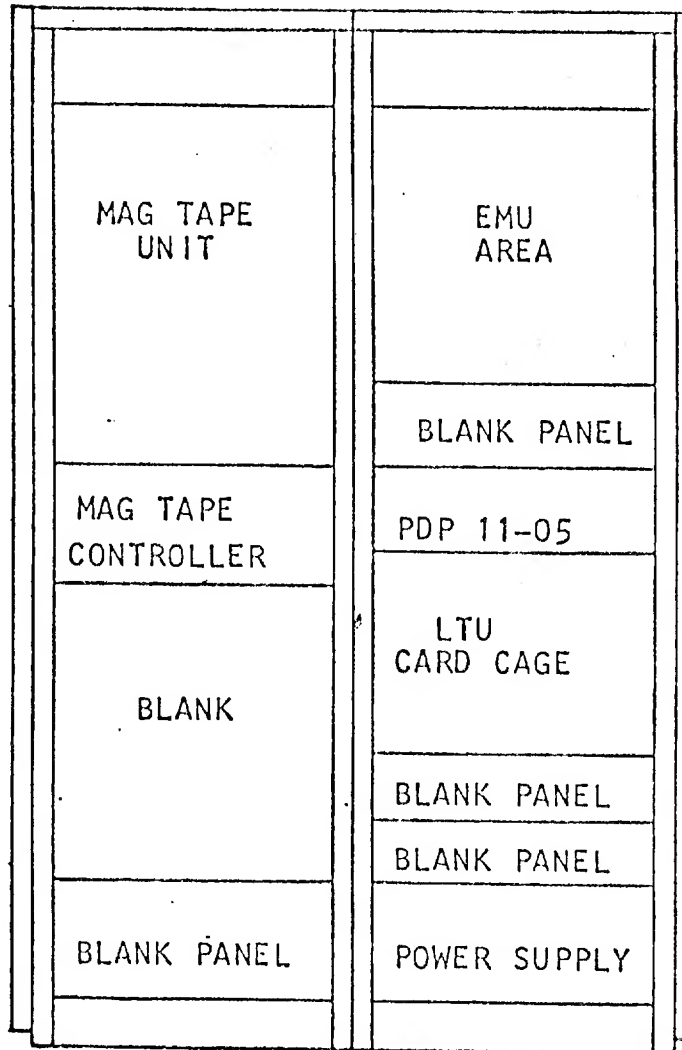 MAG TAPE
UNIT
MAG TAPE
CONTROLLER
BLANK
BLANK PANEL
EMU
AREA
BLANK PANEL
PDP 11-05
LTU
CARD CAGE
BLANK PANEL
BLANK PANEL
POWER SUPPLY